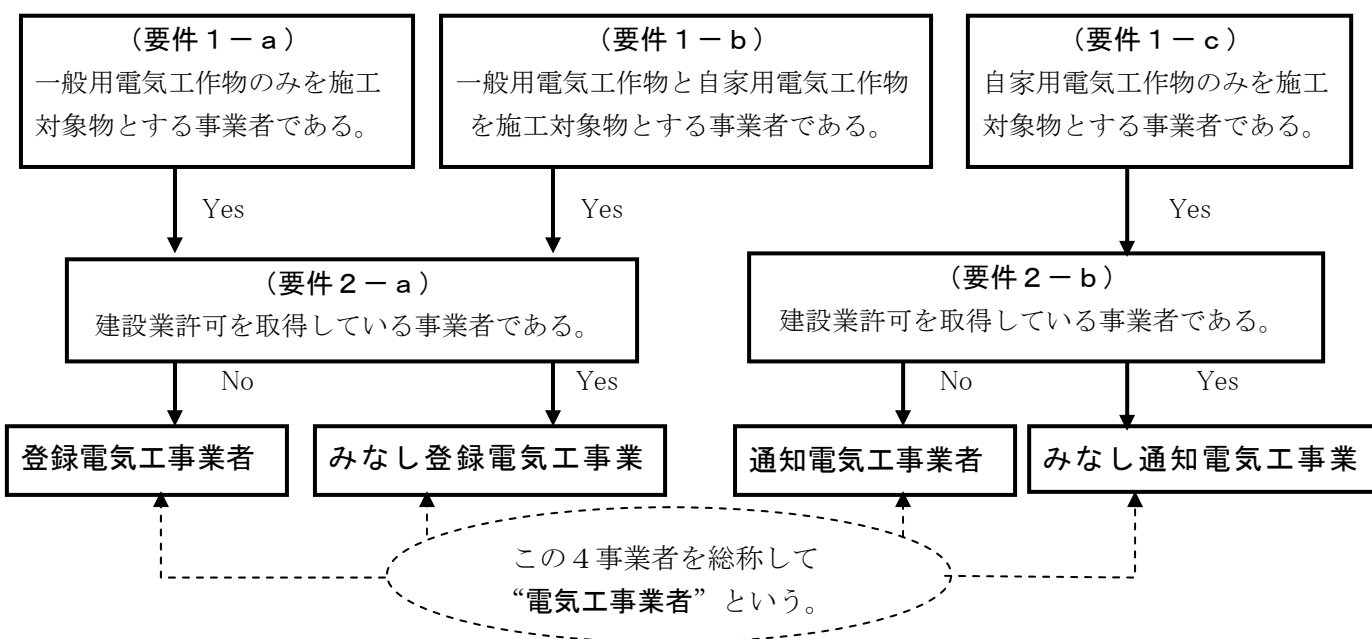 （要件１－ａ）
一般用電気工作物のみを施工
対象物とする事業者である。
（要件１－ｂ）
一般用電気工作物と自家用電気工作物
を施工対象物とする事業者である。
（要件１－ｃ）
自家用電気工作物のみを施工
対象物とする事業者である。
Yes
Yes
Yes
（要件２－ａ）
建設業許可を取得している事業者である。
（要件２－ｂ）
建設業許可を取得している事業者である。
No
Yes
No
Yes
登録電気工事業者
みなし登録電気工事業
通知電気工事業者
みなし通知電気工事業
この４事業者を総称して
“電気工事業者”という。